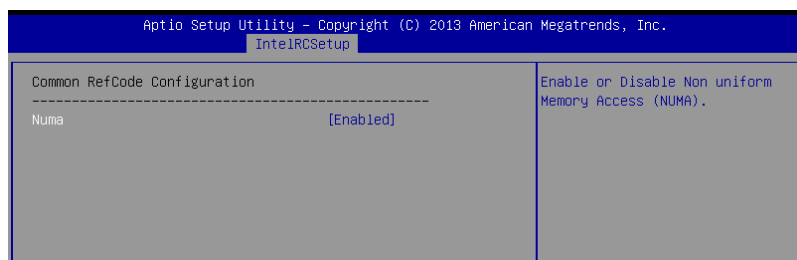 Aptio Setup Utility – Copyright (C) 2013 American Megatrends, Inc.
IntelRCSetup
Common RefCode Configuration
--------------------------------------------------
Numa [Enabled]
Enable or Disable Non uniform
Memory Access (NUMA).